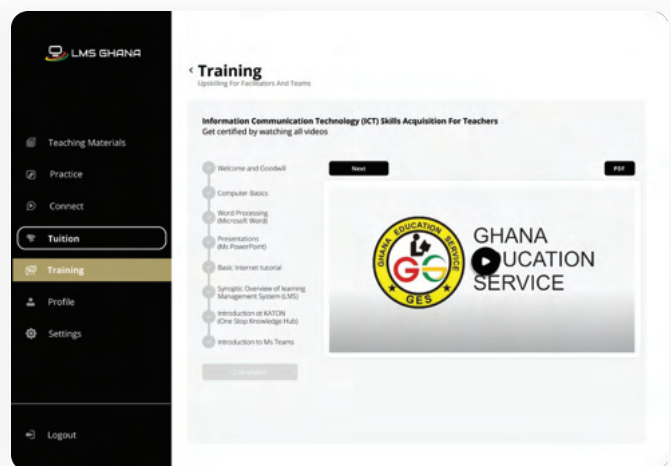 LMS GHANA
Teaching Materials
Practice
Connect
Tuition
Training
Profile
Settings
Logout
Training
Upskilling For Facilitators And Teams
Information Communication Technology (ICT) Skills Acquisition For Teachers
Get certified by watching all videos
Welcome and Goodwill
Computer Basics
Word Processing
(Microsoft Word)
Presentations
(Ms PowerPoint)
Basic Internet tutorial
Synoptic Overview of learning
Management System (LMS)
Introduction ot KATON
(One Stop Knowledge Hub)
Introduction to Ms Teams
Completed
Next
PDF
GHANA EDUCATION SERVICE
GES
GHANA
UCATION
SERVICE